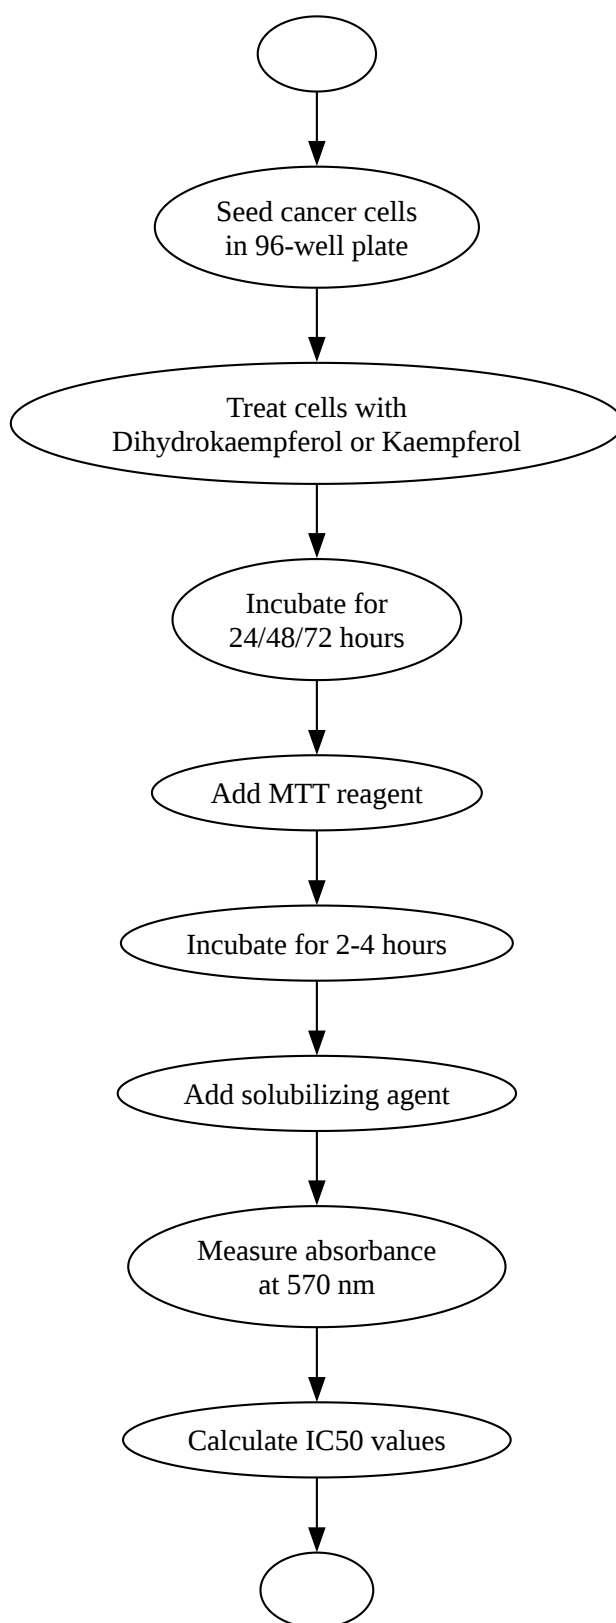 Seed cancer cells
in 96-well plate
Treat cells with
Dihydrokaempferol or Kaempferol
Incubate for
24/48/72 hours
Add MTT reagent
Incubate for 2-4 hours
Add solubilizing agent
Measure absorbance
at 570 nm
Calculate IC50 values